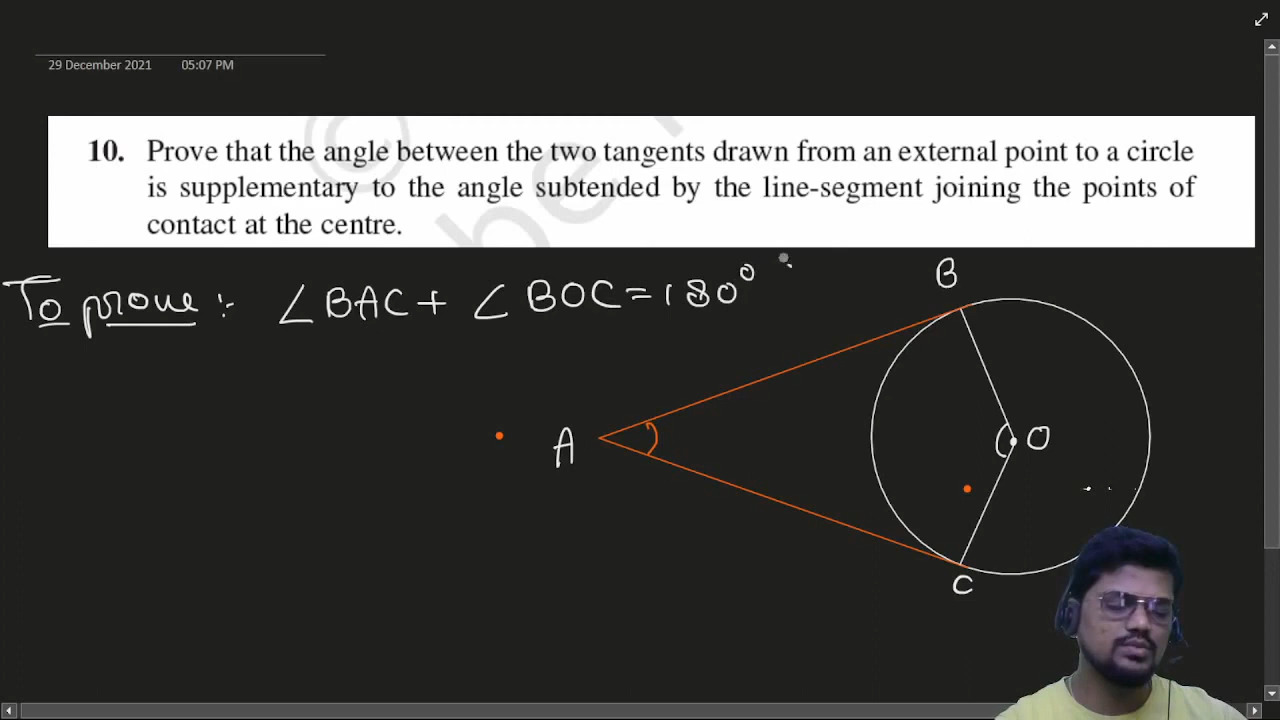 29 December 2021 05:07 PM
10. Prove that the angle between the two tangents drawn from an external point to a circle
is supplementary to the angle subtended by the line-segment joining the points of
contact at the centre.
To prove :- ∠BAC + ∠BOC = 180°
B
A
O
C